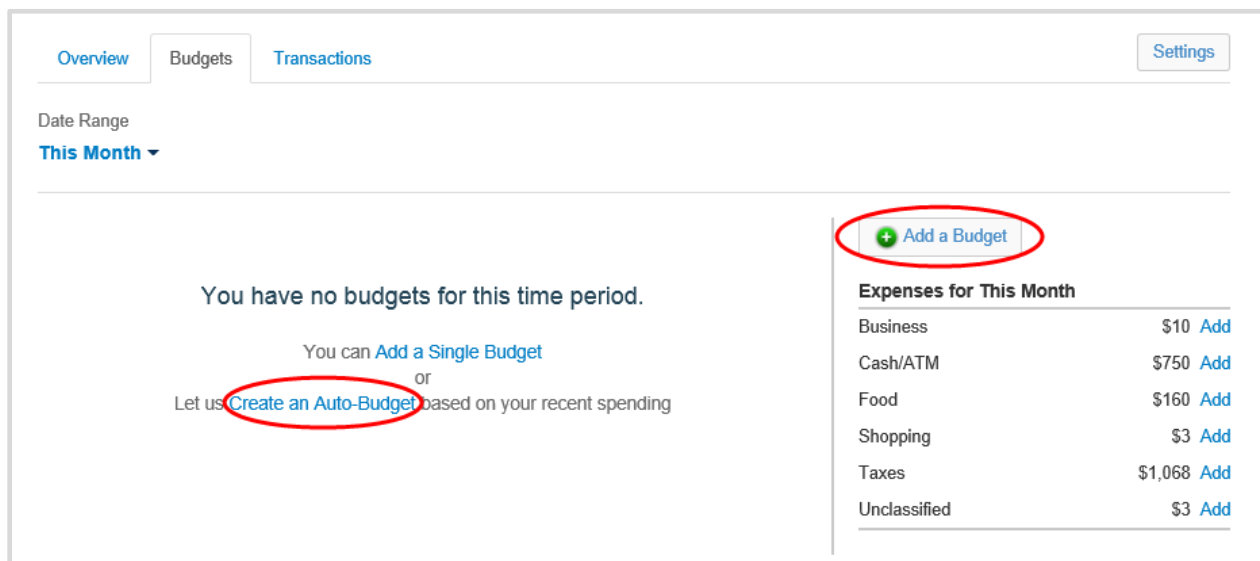 Overview Budgets Transactions Settings
Date Range
This Month
Add a Budget
You have no budgets for this time period.
You can Add a Single Budget
or
Let us Create an Auto-Budget based on your recent spending
Expenses for This Month
Business $10 Add
Cash/ATM $750 Add
Food $160 Add
Shopping $3 Add
Taxes $1,068 Add
Unclassified $3 Add